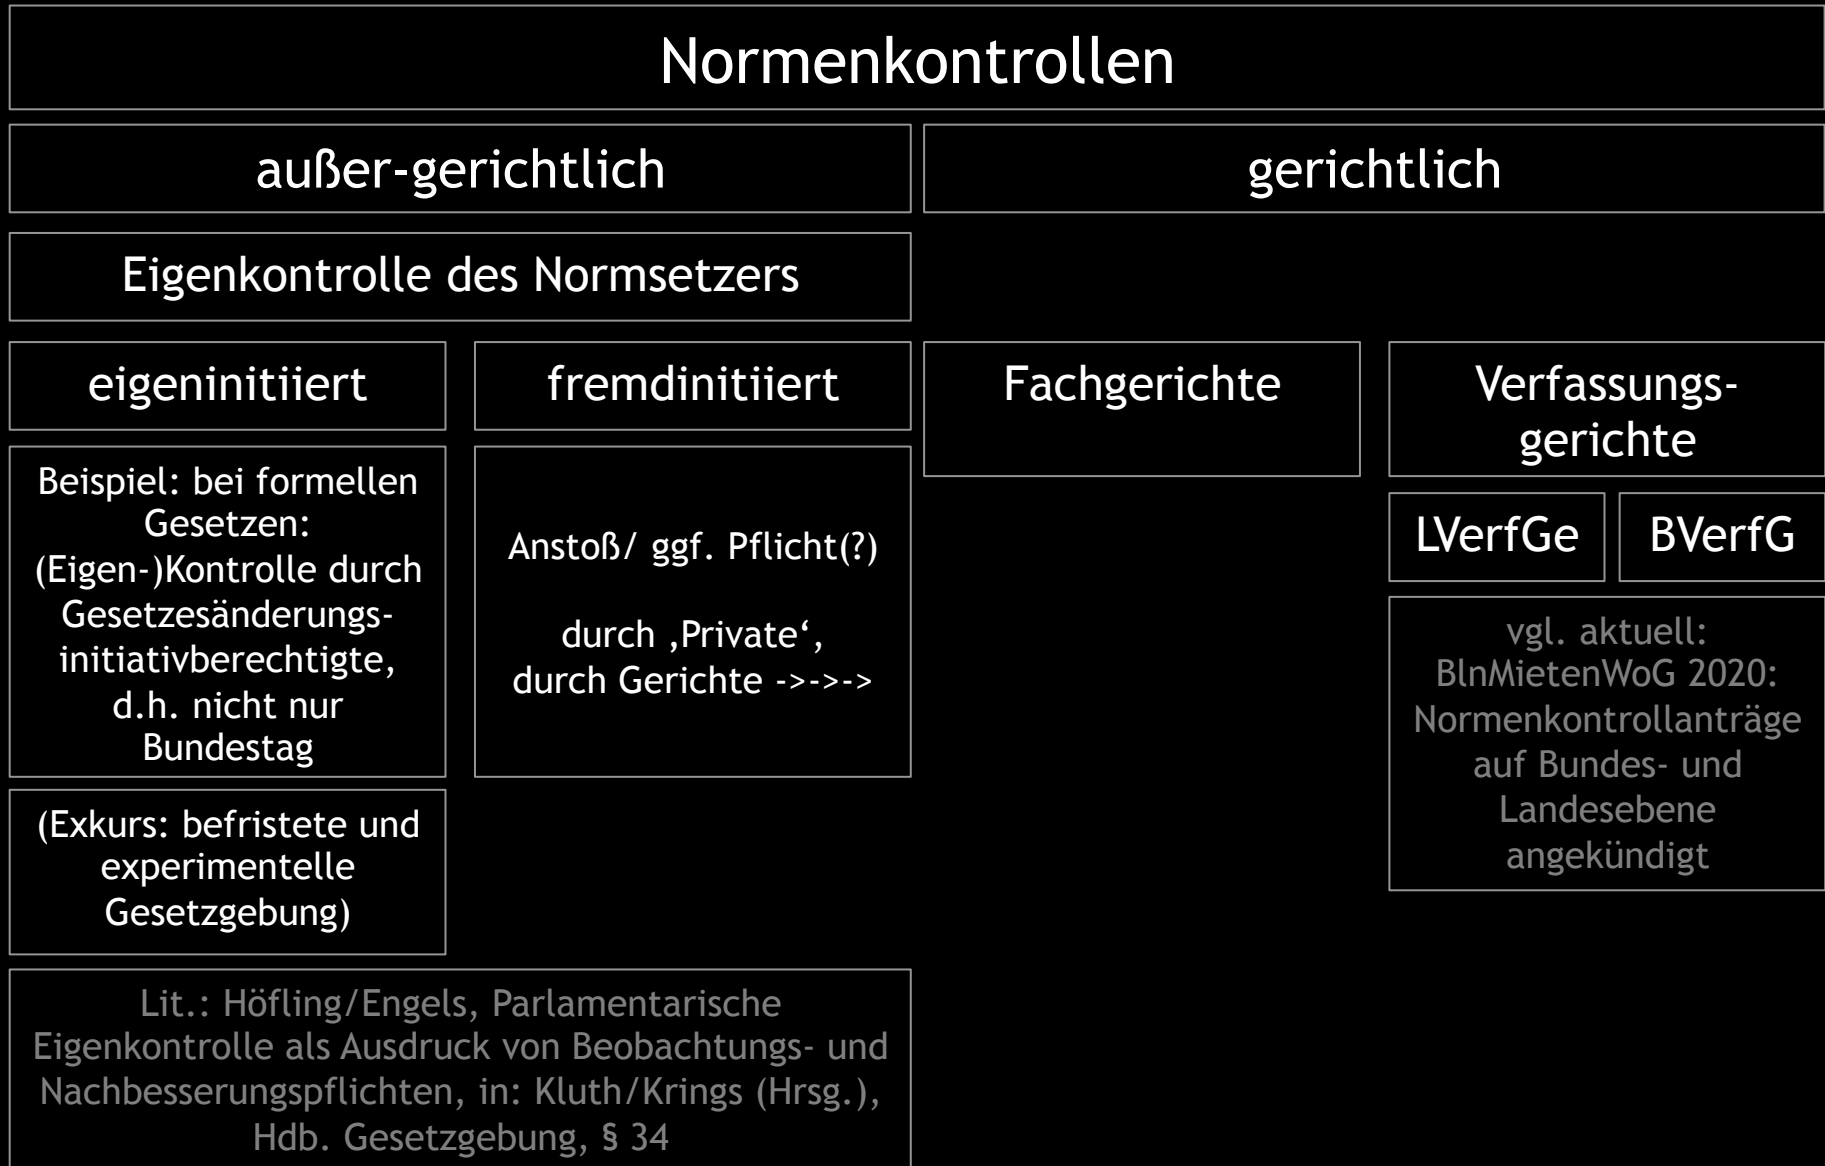 Normenkontrollen
außer-gerichtlich
gerichtlich
Eigenkontrolle des Normsetzers
eigeninitiiert
fremdinitiiert
Fachgerichte
Verfassungs-
gerichte
Beispiel: bei formellen
Gesetzen:
(Eigen-)Kontrolle durch
Gesetzesänderungs-
initiativberechtigte,
d.h. nicht nur
Bundestag
Anstoß/ ggf. Pflicht(?)
durch ‚Private‘,
durch Gerichte ->->->
LVerfGe
BVerfG
vgl. aktuell:
BlnMietenWoG 2020:
Normenkontrollanträge
auf Bundes- und
Landesebene
angekündigt
(Exkurs: befristete und
experimentelle
Gesetzgebung)
Lit.: Höfling/Engels, Parlamentarische
Eigenkontrolle als Ausdruck von Beobachtungs- und
Nachbesserungspflichten, in: Kluth/Krings (Hrsg.),
Hdb. Gesetzgebung, § 34